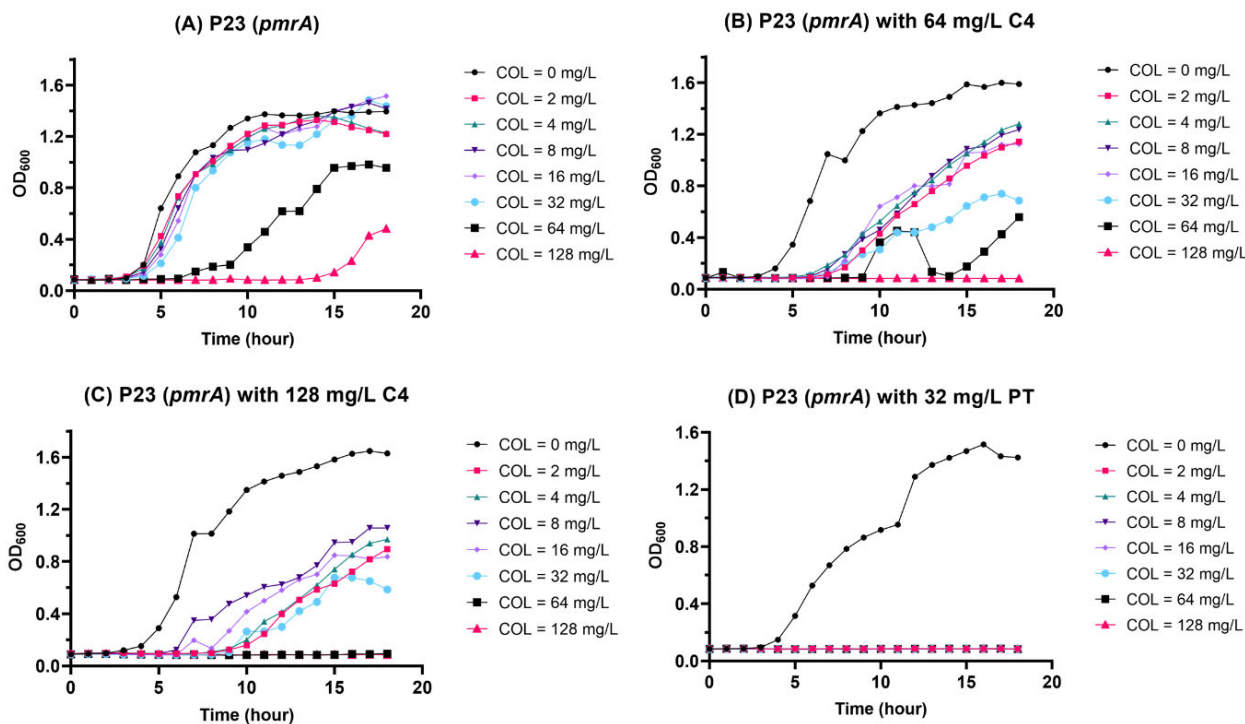 (A) P23 (pmrA)
OD600
1.6
1.2
0.8
0.4
0.0
0 5 10 15 20
Time (hour)
COL = 0 mg/L
COL = 2 mg/L
COL = 4 mg/L
COL = 8 mg/L
COL = 16 mg/L
COL = 32 mg/L
COL = 64 mg/L
COL = 128 mg/L
(B) P23 (pmrA) with 64 mg/L C4
OD600
1.6
1.2
0.8
0.4
0.0
0 5 10 15 20
Time (hour)
COL = 0 mg/L
COL = 2 mg/L
COL = 4 mg/L
COL = 8 mg/L
COL = 16 mg/L
COL = 32 mg/L
COL = 64 mg/L
COL = 128 mg/L
(C) P23 (pmrA) with 128 mg/L C4
OD600
1.6
1.2
0.8
0.4
0.0
0 5 10 15 20
Time (hour)
COL = 0 mg/L
COL = 2 mg/L
COL = 4 mg/L
COL = 8 mg/L
COL = 16 mg/L
COL = 32 mg/L
COL = 64 mg/L
COL = 128 mg/L
(D) P23 (pmrA) with 32 mg/L PT
OD600
1.6
1.2
0.8
0.4
0.0
0 5 10 15 20
Time (hour)
COL = 0 mg/L
COL = 2 mg/L
COL = 4 mg/L
COL = 8 mg/L
COL = 16 mg/L
COL = 32 mg/L
COL = 64 mg/L
COL = 128 mg/L